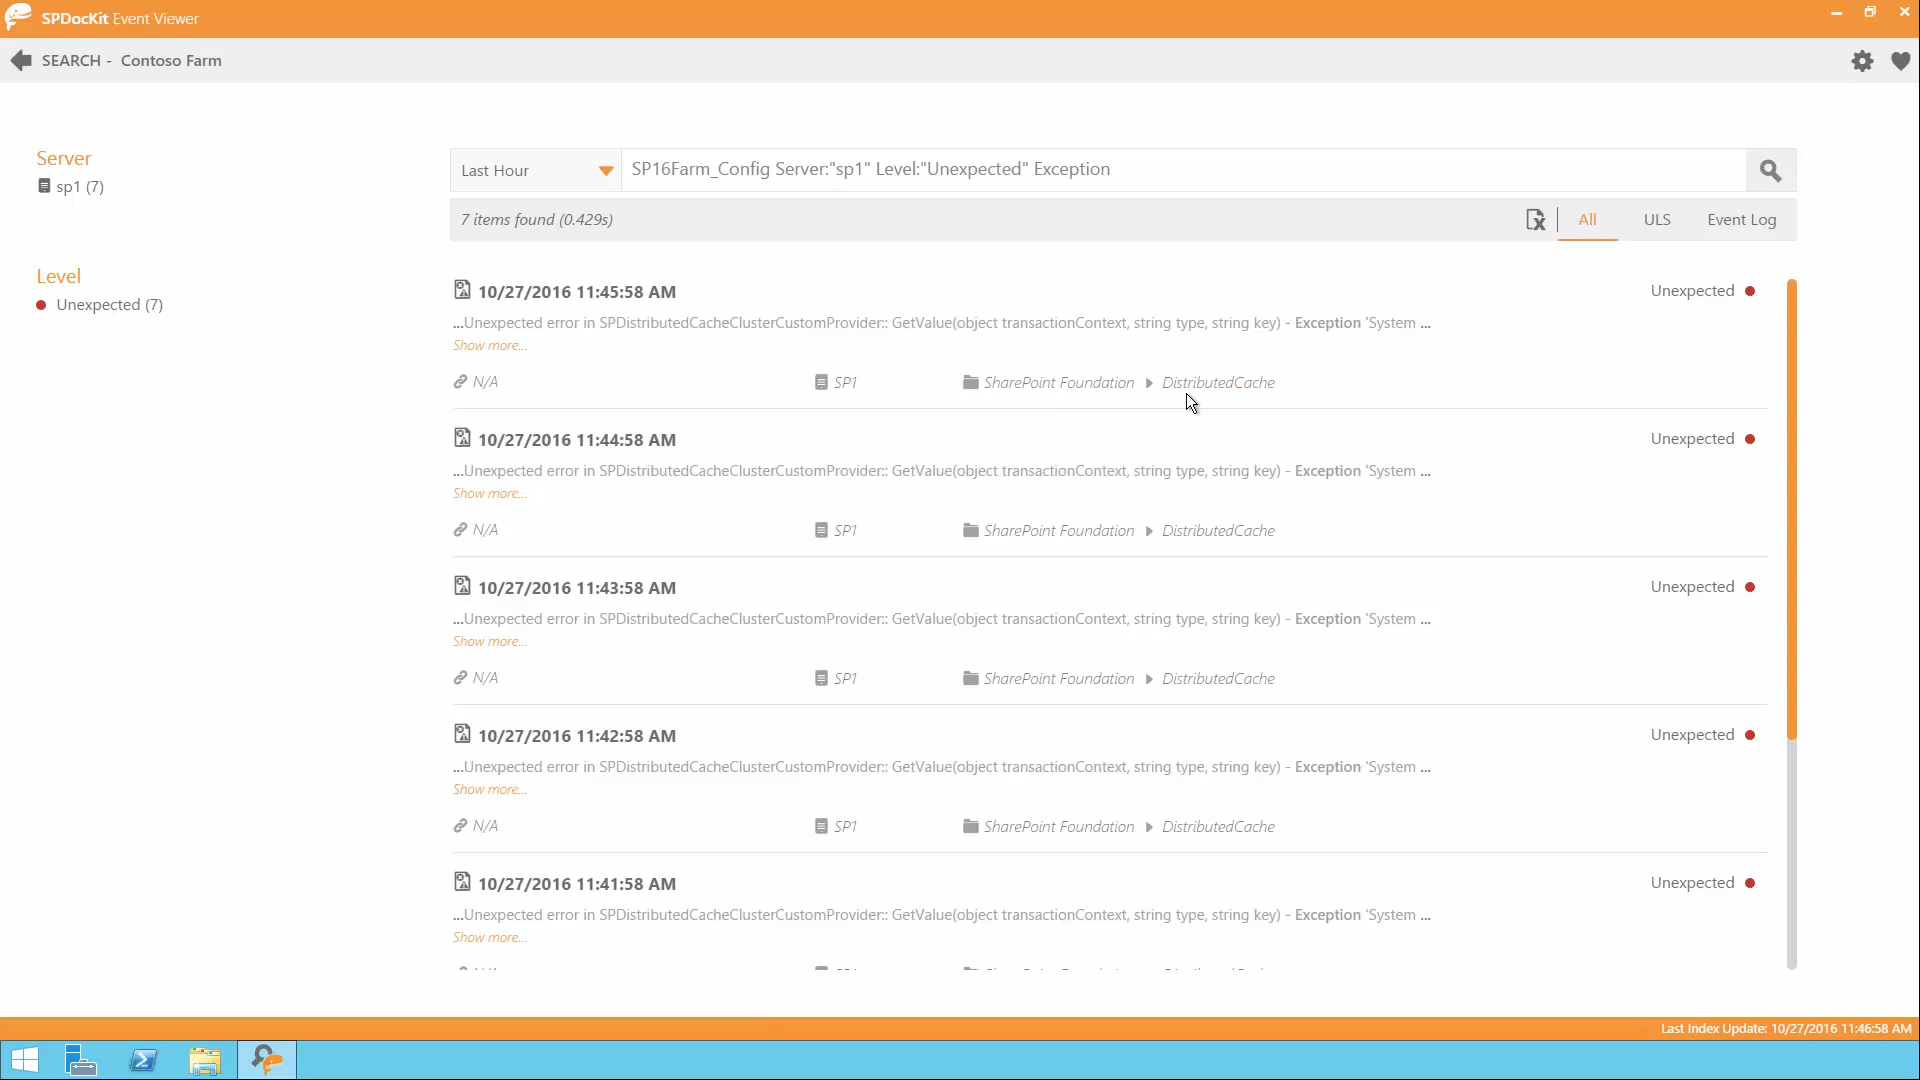 SPDocKit Event Viewer
SEARCH - Contoso Farm
Server
sp1 (7)
Level
Unexpected (7)
Last Hour
SP16Farm_Config Server:"sp1" Level:"Unexpected" Exception
7 items found (0.429s)
All
ULS
Event Log
10/27/2016 11:45:58 AM
Unexpected
...Unexpected error in SPDistributedCacheClusterCustomProvider:: GetValue(object transactionContext, string type, string key) - Exception 'System ...
Show more...
N/A
SP1
SharePoint Foundation
DistributedCache
10/27/2016 11:44:58 AM
Unexpected
...Unexpected error in SPDistributedCacheClusterCustomProvider:: GetValue(object transactionContext, string type, string key) - Exception 'System ...
Show more...
N/A
SP1
SharePoint Foundation
DistributedCache
10/27/2016 11:43:58 AM
Unexpected
...Unexpected error in SPDistributedCacheClusterCustomProvider:: GetValue(object transactionContext, string type, string key) - Exception 'System ...
Show more...
N/A
SP1
SharePoint Foundation
DistributedCache
10/27/2016 11:42:58 AM
Unexpected
...Unexpected error in SPDistributedCacheClusterCustomProvider:: GetValue(object transactionContext, string type, string key) - Exception 'System ...
Show more...
N/A
SP1
SharePoint Foundation
DistributedCache
10/27/2016 11:41:58 AM
Unexpected
...Unexpected error in SPDistributedCacheClusterCustomProvider:: GetValue(object transactionContext, string type, string key) - Exception 'System ...
Show more...
Last Index Update: 10/27/2016 11:46:58 AM